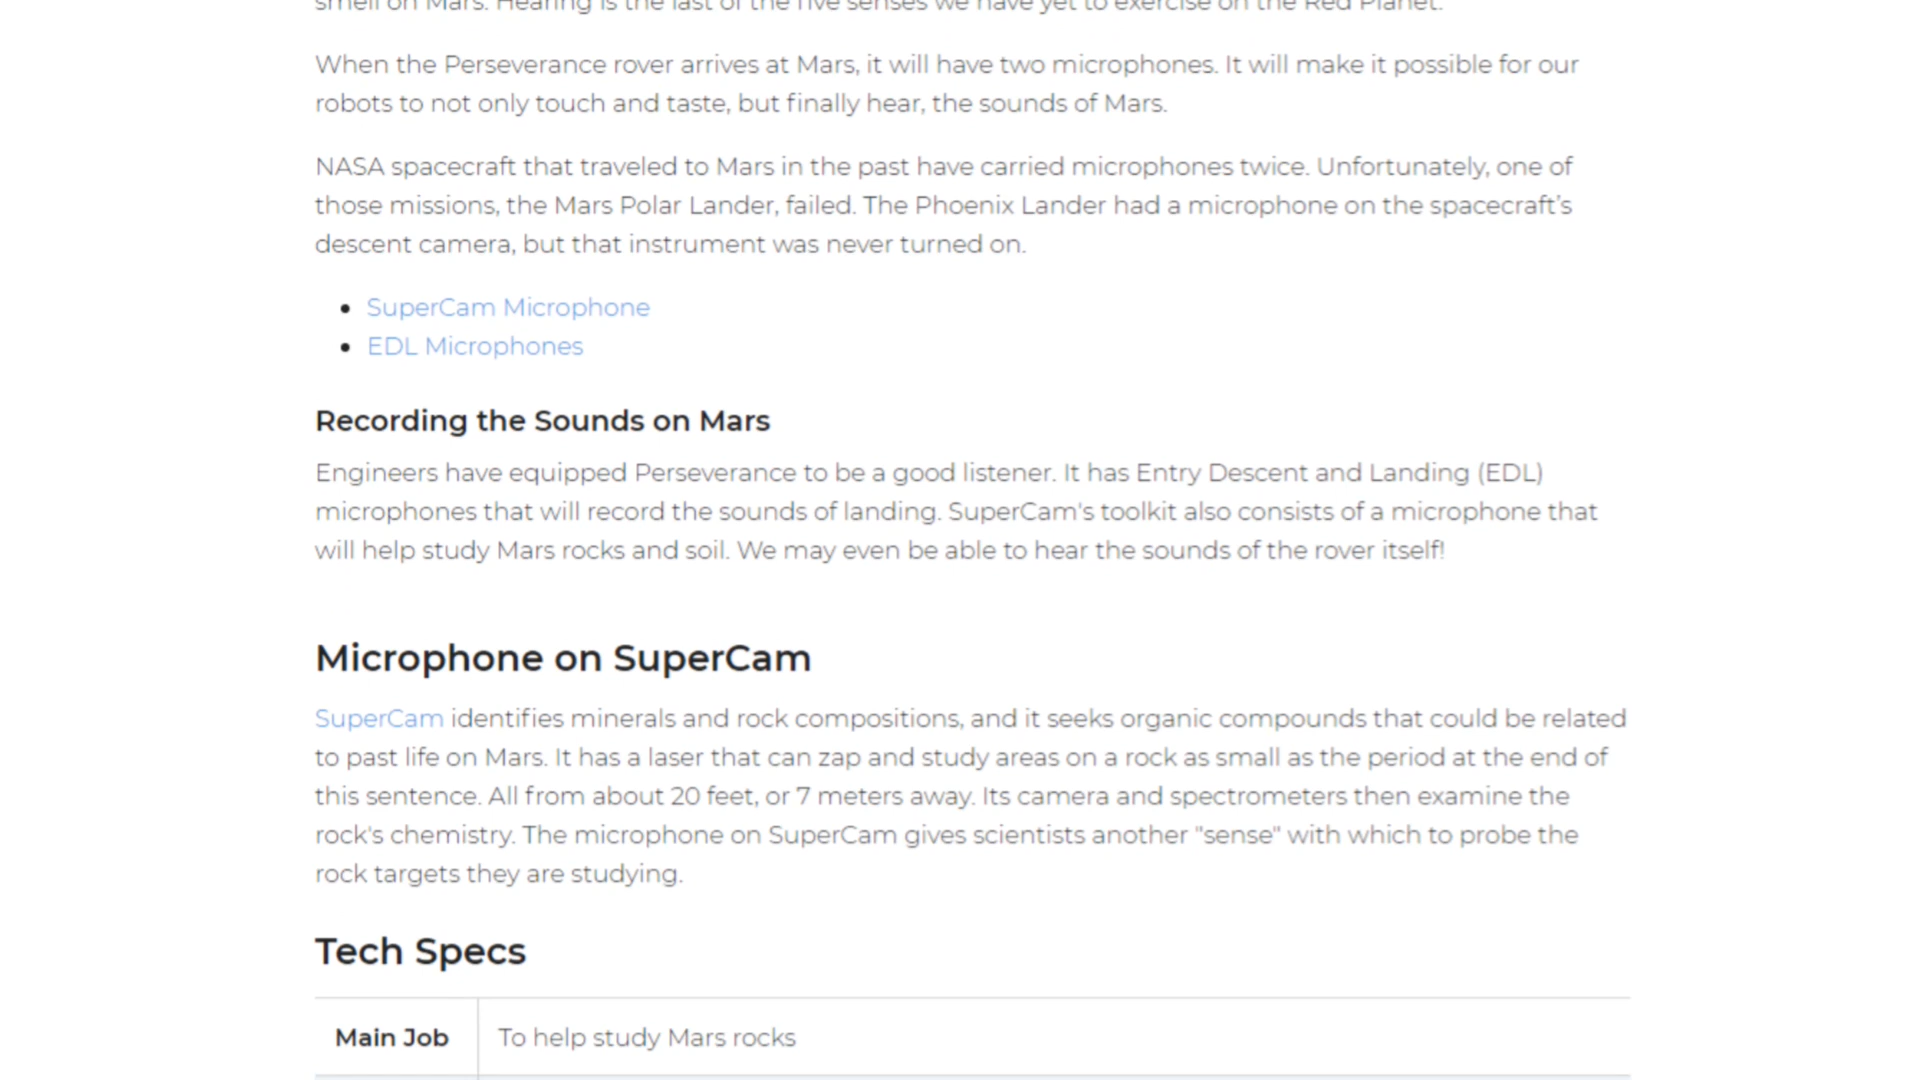 smell on Mars. Hearing is the last of the five senses we have yet to exercise on the Red Planet.
When the Perseverance rover arrives at Mars, it will have two microphones. It will make it possible for our
robots to not only touch and taste, but finally hear, the sounds of Mars.
NASA spacecraft that traveled to Mars in the past have carried microphones twice. Unfortunately, one of
those missions, the Mars Polar Lander, failed. The Phoenix Lander had a microphone on the spacecraft’s
descent camera, but that instrument was never turned on.
• SuperCam Microphone
• EDL Microphones
Recording the Sounds on Mars
Engineers have equipped Perseverance to be a good listener. It has Entry Descent and Landing (EDL)
microphones that will record the sounds of landing. SuperCam's toolkit also consists of a microphone that
will help study Mars rocks and soil. We may even be able to hear the sounds of the rover itself!
Microphone on SuperCam
SuperCam identifies minerals and rock compositions, and it seeks organic compounds that could be related
to past life on Mars. It has a laser that can zap and study areas on a rock as small as the period at the end of
this sentence. All from about 20 feet, or 7 meters away. Its camera and spectrometers then examine the
rock's chemistry. The microphone on SuperCam gives scientists another "sense" with which to probe the
rock targets they are studying.
Tech Specs
Main Job To help study Mars rocks